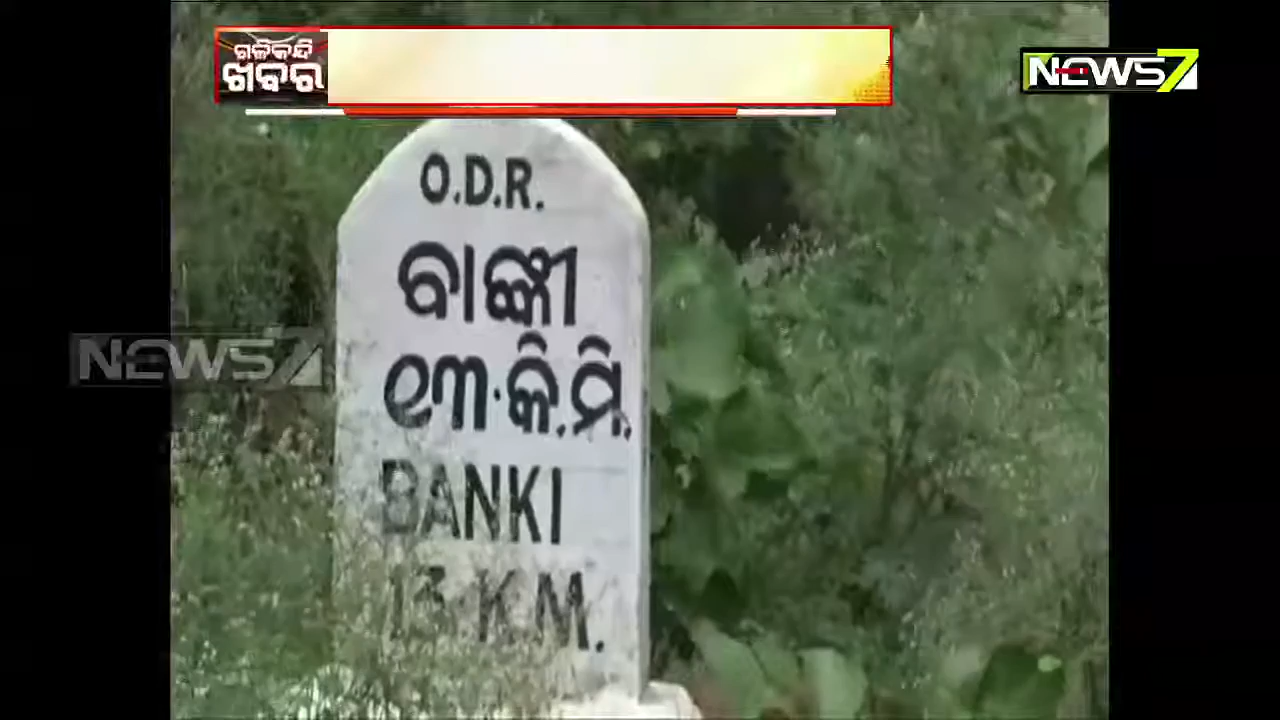 ଗଳିକନ୍ଦି
ଖବର
NEWS7
O.D.R.
ବାଙ୍କୀ
୧୩.କି.ମି.
NEWS7
BANKI
13 K.M.